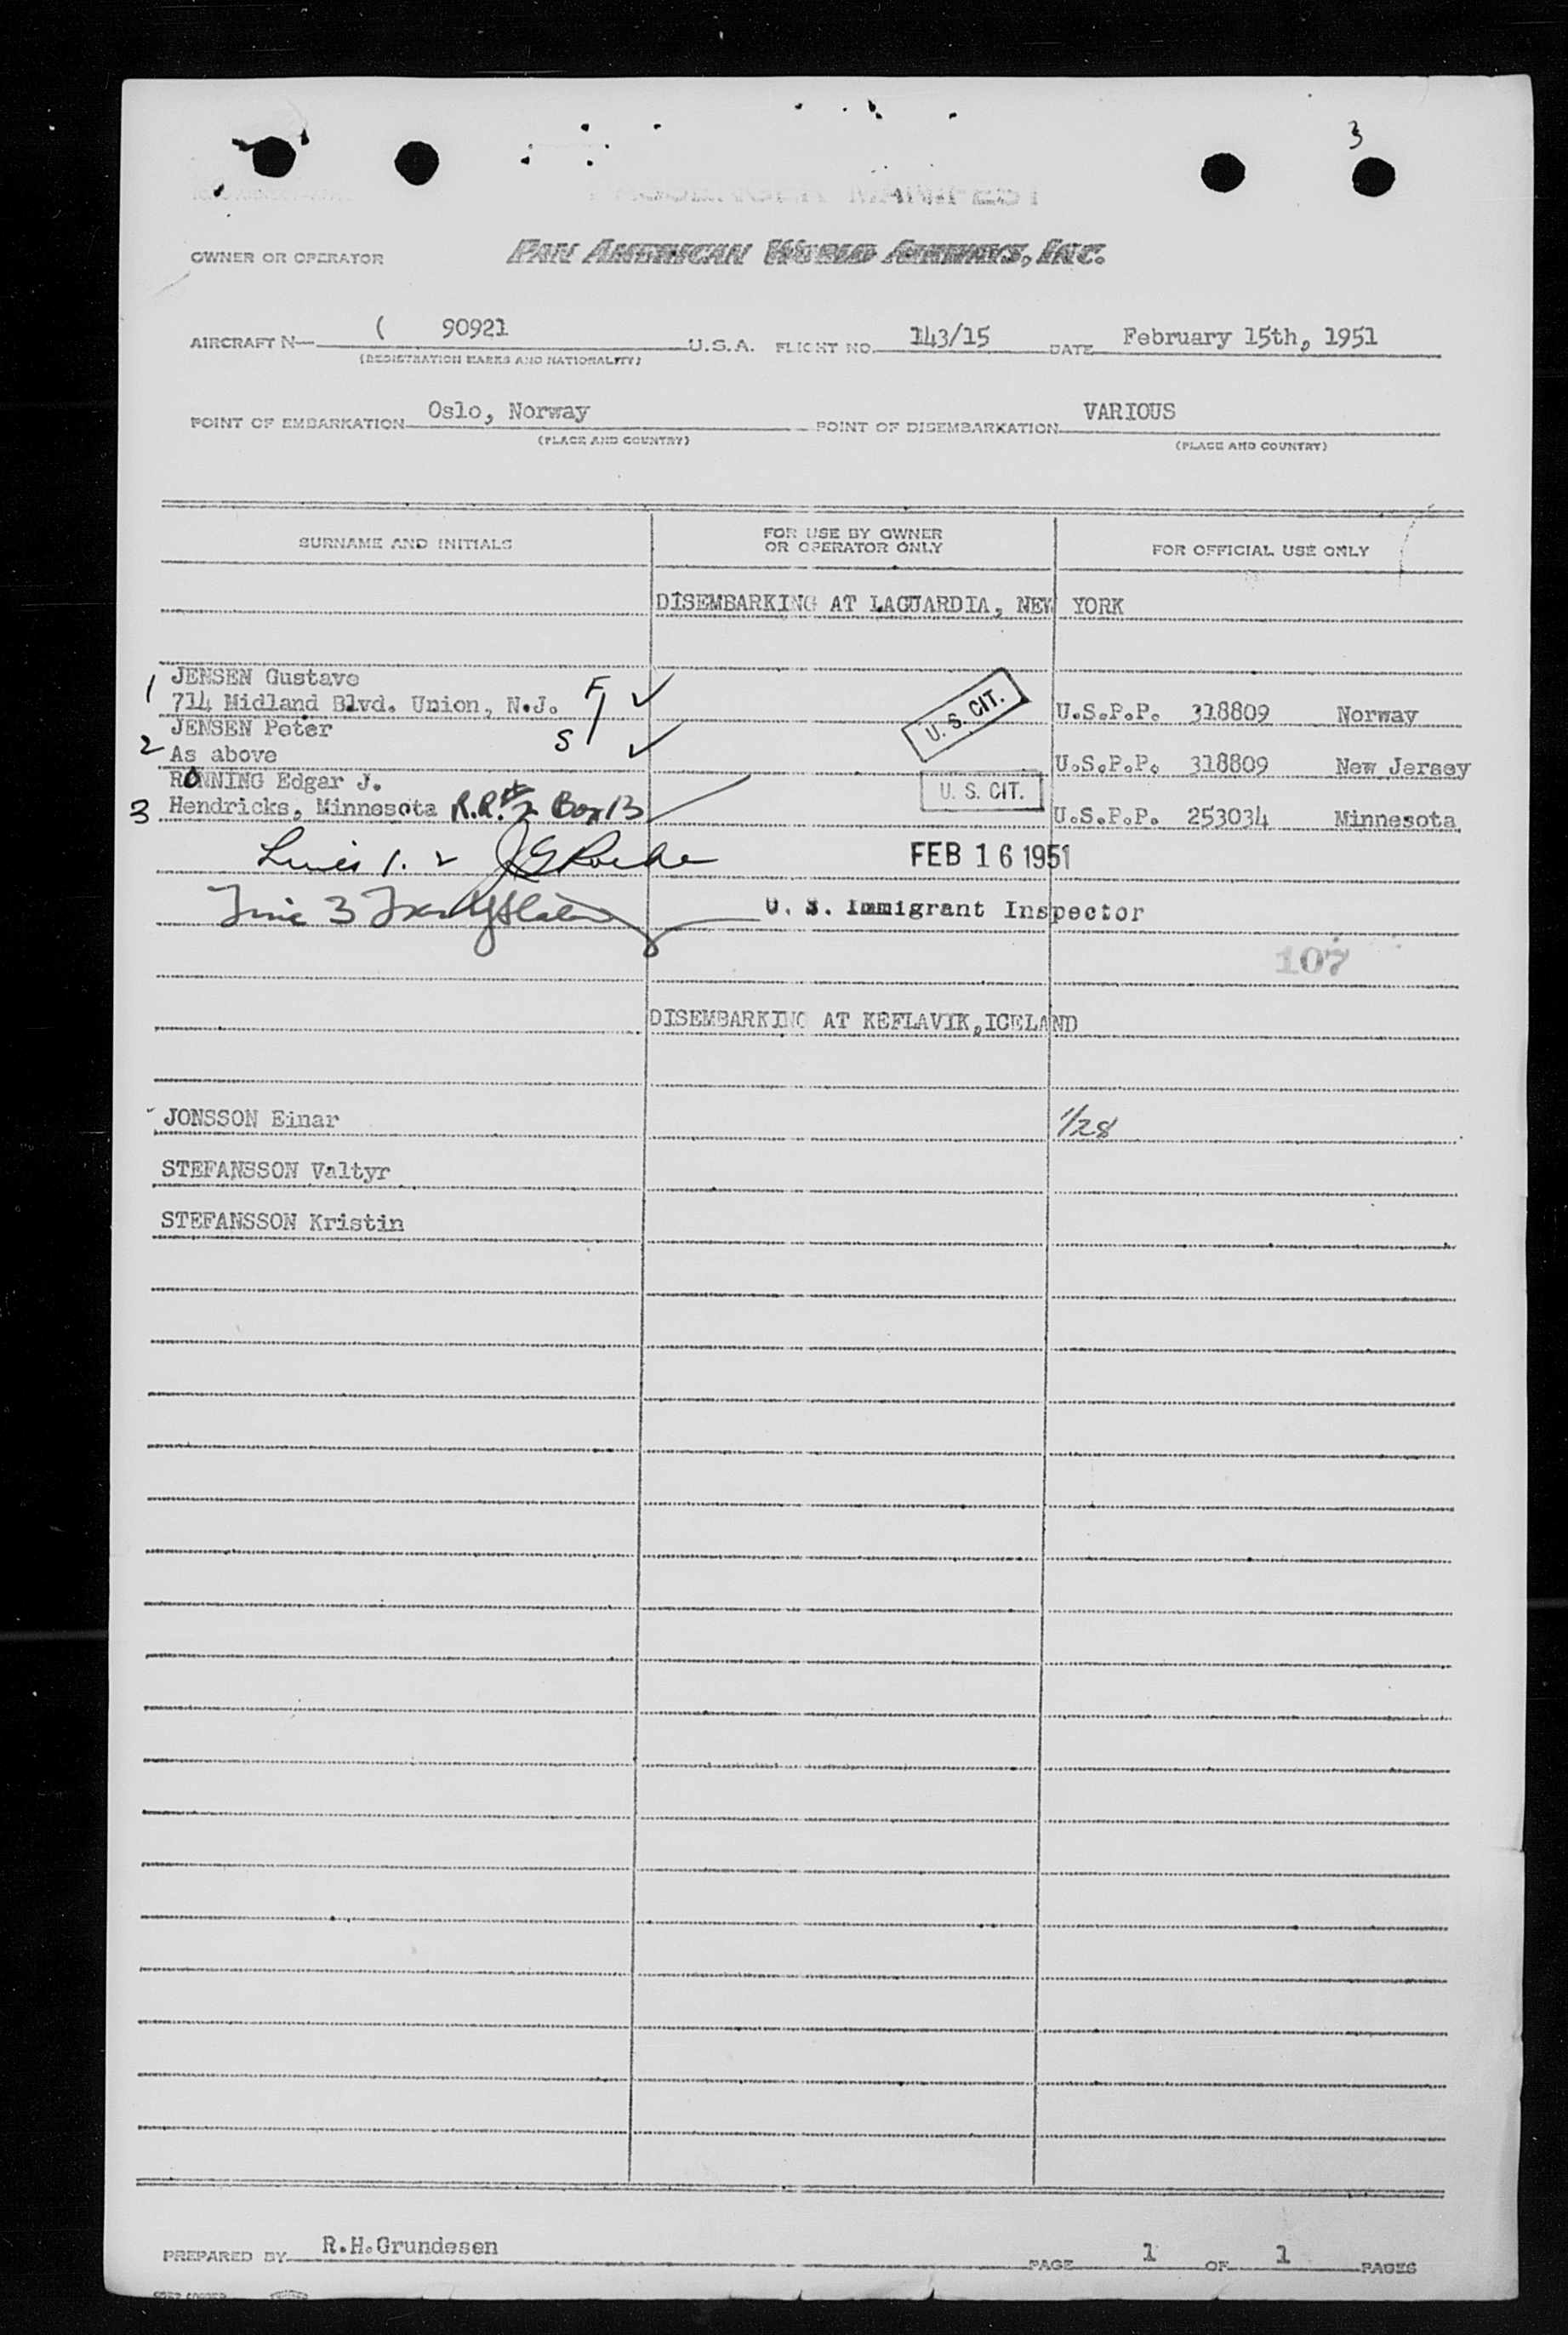 3
OWNER OR OPERATOR PAN AMERICAN WORLD AIRWAYS, INC.
AIRCRAFT N ( 90921 U.S.A. FLIGHT NO. 143/15 DATE February 15th, 1951
(REGISTRATION MARKS AND NATIONALITY)
POINT OF EMBARKATION Oslo, Norway POINT OF DISEMBARKATION VARIOUS
(PLACE AND COUNTRY) (PLACE AND COUNTRY)
SURNAME AND INITIALS FOR USE BY OWNER OR OPERATOR ONLY FOR OFFICIAL USE ONLY
DISEMBARKING AT LAGUARDIA, NEW YORK
1 JENSEN Gustave F
714 Midland Blvd. Union, N.J. U. S. CIT. U.S.P.P. 318809 Norway
JENSEN Peter S
2 As above U.S.P.P. 318809 New Jersey
RONNING Edgar J. U. S. CIT.
3 Hendricks, Minnesota R.R.#2 Box 13 U.S.P.P. 253034 Minnesota
Lines 1. 2 FEB 16 1951
Line 3 U. S. Immigrant Inspector
107
DISEMBARKING AT KEFLAVIK,ICELAND
JONSSON Einar 1/28
STEFANSSON Valtyr
STEFANSSON Kristin
PREPARED BY R.H.Grundesen PAGE 1 OF 1 PAGES